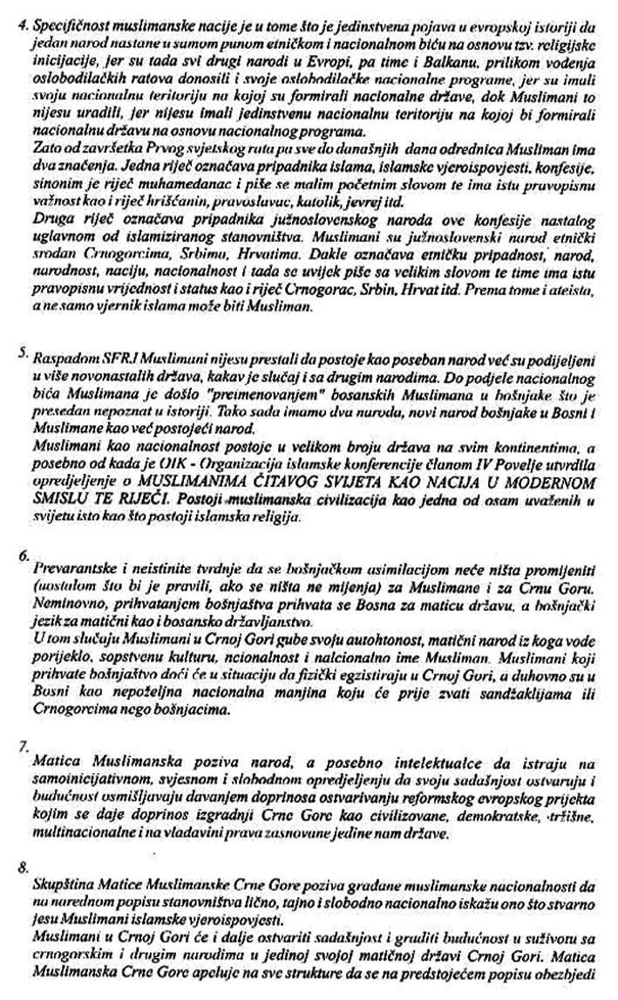 4. Specifičnost muslimanske nacije je u tome što je jedinstvena pojava u evropskoj istoriji da
jedan narod nastane u samom punom etničkom i nacionalnom biću na osnovu tzv. religijske
inicijacije, jer su tada svi drugi narodi u Evropi, pa time i Balkanu, prilikom vođenja
oslobodilačkih ratova donosili i svoje oslobodilačke nacionalne programe, jer su imali
svoju nacionalnu teritoriju na kojoj su formirali nacionalne države, dok Muslimani to
nijesu uradili, jer nijesu imali jedinstvenu nacionalnu teritoriju na kojoj bi formirali
nacionalnu državu na osnovu nacionalnog programa.
Zato od završetka Prvog svjetskog rata pa sve do današnjih dana odrednica Musliman ima
dva značenja. Jedna riječ označava pripadnika islama, islamske vjeroispovjesti, konfesije,
sinonim je riječ muhamedanac i piše se malim početnim slovom te ima istu pravopisnu
važnost kao i riječ hrišćanin, pravoslavac, katolik, jevrej itd.
Druga riječ označava pripadnika južnoslovenskog naroda ove konfesije nastalog
uglavnom od islamiziranog stanovništva. Muslimani su južnoslovenski narod etnički
srodan Crnogorcima, Srbima, Hrvatima. Dakle označava etničku pripadnost, narod,
narodnost, naciju, nacionalnost i tada se uvijek piše sa velikim slovom te time ima istu
pravopisnu vrijednost i status kao i riječ Crnogorac, Srbin, Hrvat itd. Prema tome i ateista,
a ne samo vjernik islama može biti Musliman.
5. Raspadom SFRJ Muslimani nijesu prestali da postoje kao poseban narod već su podijeljeni
u više novonastalih država, kakav je slučaj i sa drugim narodima. Do podjele nacionalnog
bića Muslimana je došlo "preimenovanjem" bosanskih Muslimana u bošnjake što je
presedan nepoznat u istoriji. Tako sada imamo dva naroda, novi narod bošnjake u Bosni i
Muslimane kao već postojeći narod.
Muslimani kao nacionalnost postoje u velikom broju država na svim kontinentima, a
posebno od kada je OIK - Organizacija islamske konferencije članom IV Povelje utvrdila
opredjeljenje o MUSLIMANIMA ČITAVOG SVIJETA KAO NACIJA U MODERNOM
SMISLU TE RIJEČI. Postoji muslimanska civilizacija kao jedna od osam uvaženih u
svijetu isto kao što postoji islamska religija.
6.
Prevarantske i neistinite tvrdnje da se bošnjačkom asimilacijom neće ništa promijeniti
(uostalom što bi je pravili, ako se ništa ne mijenja) za Muslimane i za Crnu Goru.
Neminovno, prihvatanjem bošnjaštva prihvata se Bosna za maticu državu, a bošnjački
jezik za matični kao i bosansko državljanstvo.
U tom slučaju Muslimani u Crnoj Gori gube svoju autohtonost, matični narod iz koga vode
porijeklo, sopstvenu kulturu, ncionalnost i nalcionalno ime Musliman. Muslimani koji
prihvate bošnjaštvo doći će u situaciju da fizički egzistiraju u Crnoj Gori, a duhovno su u
Bosni kao nepoželjna nacionalna manjina koju će prije zvati sandžaklijama ili
Crnogorcima nego bošnjacima.
7.
Matica Muslimanska poziva narod, a posebno intelektualce da istraju na
samoinicijativnom, svjesnom i slobodnom opredjeljenju da svoju sadašnjost ostvaruju i
budućnost osmišljavaju davanjem doprinosa ostvarivanju reformskog evropskog prijekta
kojim se daje doprinos izgradnji Crne Gore kao civilizovane, demokratske, tržišne,
multinacionalne i na vladavini prava zasnovane jedine nam države.
8.
Skupština Matice Muslimanske Crne Gore poziva građane muslimanske nacionalnosti da
na narednom popisu stanovništva lično, tajno i slobodno nacionalno iskažu ono što stvarno
jesu Muslimani islamske vjeroispovjesti.
Muslimani u Crnoj Gori će i dalje ostvariti sadašnjost i graditi budućnost u suživotu sa
crnogorskim i drugim narodima u jedinoj svojoj matičnoj državi Crnoj Gori. Matica
Muslimanska Crne Gore apeluje na sve strukture da se na predstojećem popisu obezbjedi